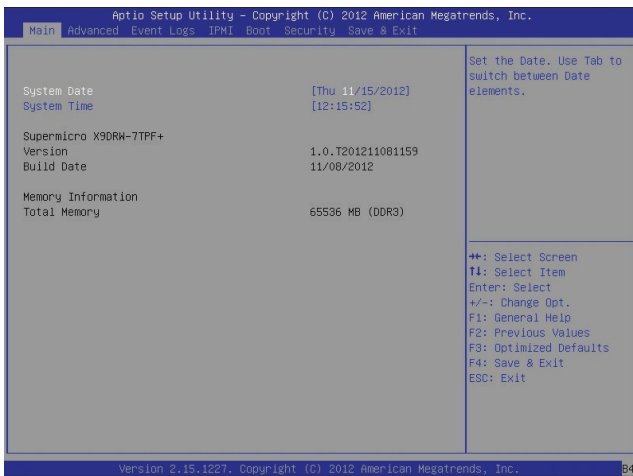 Aptio Setup Utility - Copyright (C) 2012 American Megatrends, Inc.
Main Advanced Event Logs IPMI Boot Security Save & Exit
System Date [Thu 11/15/2012]
System Time [12:15:52]
Supermicro X9DRW-7TPF+
Version 1.0.T201211081159
Build Date 11/08/2012
Memory Information
Total Memory 65536 MB (DDR3)
Set the Date. Use Tab to
switch between Date
elements.
→←: Select Screen
↑↓: Select Item
Enter: Select
+/-: Change Opt.
F1: General Help
F2: Previous Values
F3: Optimized Defaults
F4: Save & Exit
ESC: Exit
Version 2.15.1227. Copyright (C) 2012 American Megatrends, Inc.
B4